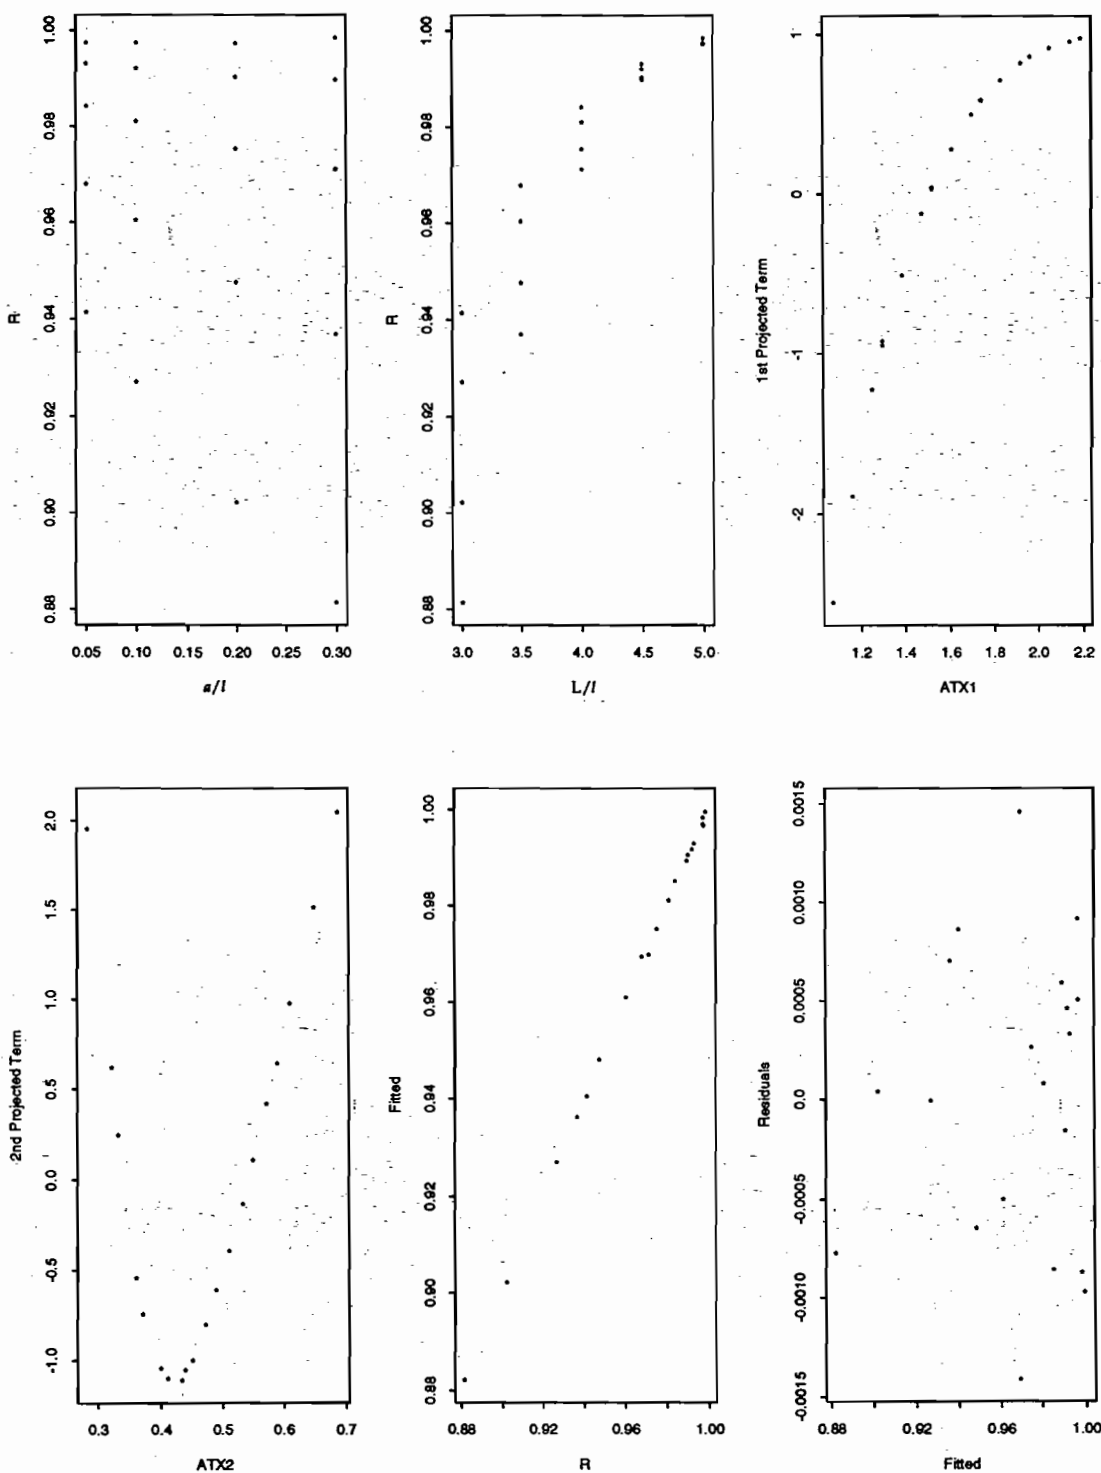 1.00
0.98
0.96
0.94
0.92
0.90
0.88
R
0.05 0.10 0.15 0.20 0.25 0.30
a/l
1.00
0.98
0.96
0.94
0.92
0.90
0.88
R
3.0 3.5 4.0 4.5 5.0
L/l
1
0
-1
-2
1st Projected Term
1.2 1.4 1.6 1.8 2.0 2.2
ATX1
2.0
1.5
1.0
0.5
0.0
-0.5
-1.0
2nd Projected Term
0.3 0.4 0.5 0.6 0.7
ATX2
1.00
0.98
0.96
0.94
0.92
0.90
0.88
Fitted
0.88 0.92 0.96 1.00
R
0.0015
0.0010
0.0005
0.0
-0.0005
-0.0010
-0.0015
Residuals
0.88 0.92 0.96 1.00
Fitted